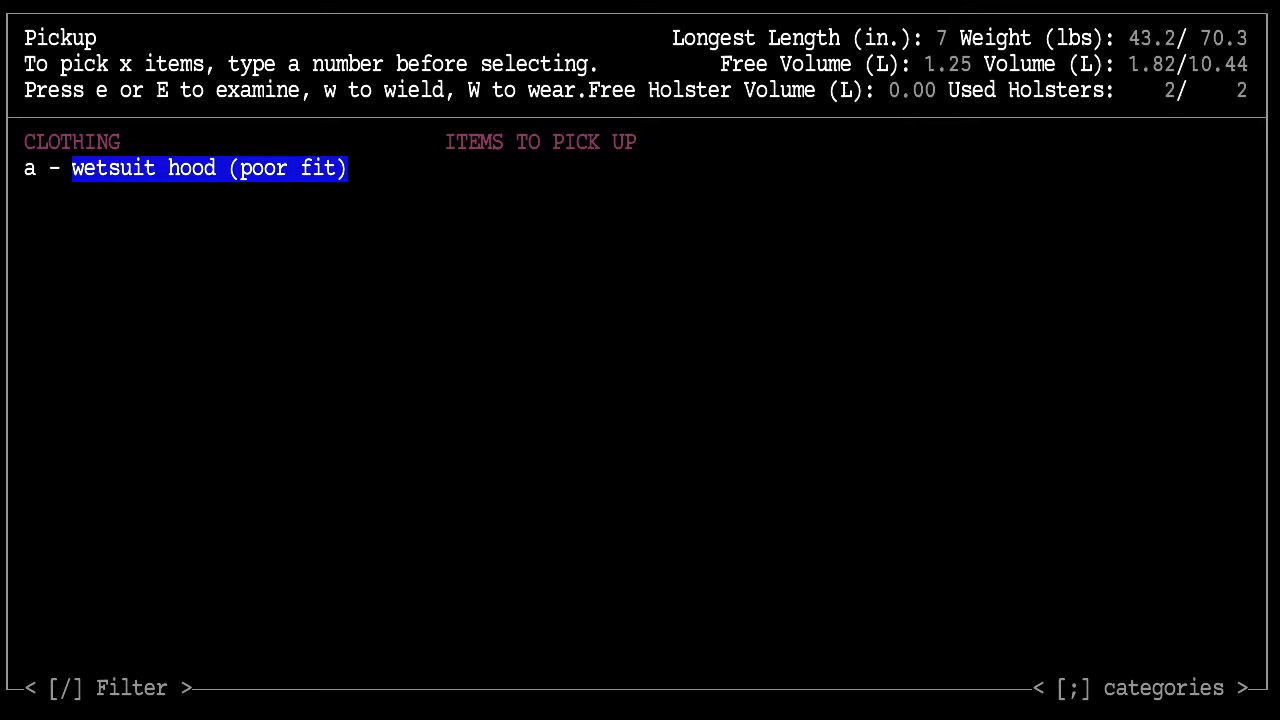 Pickup Longest Length (in.): 7 Weight (lbs): 43.2/ 70.3
To pick x items, type a number before selecting. Free Volume (L): 1.25 Volume (L): 1.82/10.44
Press e or E to examine, w to wield, W to wear.Free Holster Volume (L): 0.00 Used Holsters: 2/ 2
CLOTHING ITEMS TO PICK UP
a - wetsuit hood (poor fit)
< [/] Filter > < [;] categories >